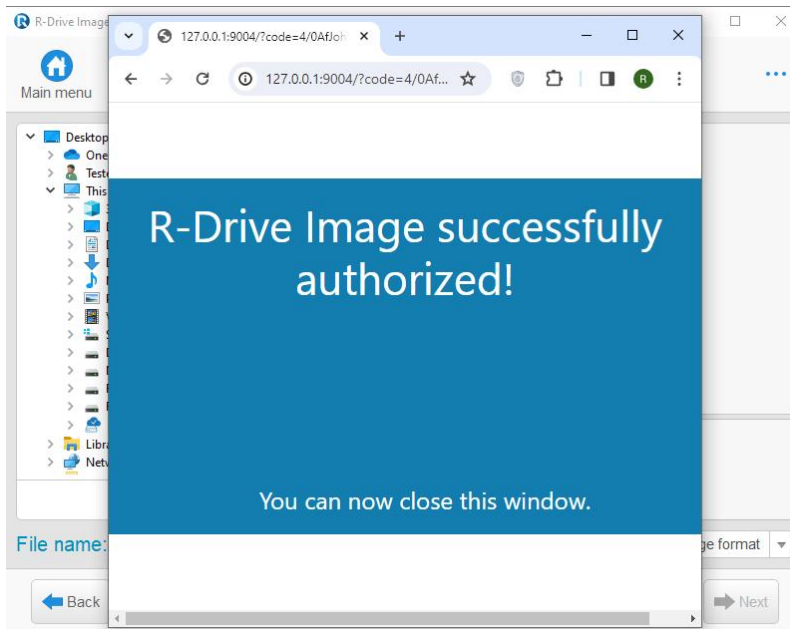 R-Drive Image
127.0.0.1:9004/?code=4/0AfJoh
127.0.0.1:9004/?code=4/0Af...
R
Main menu
Desktop
One
Teste
This
Libra
Netw
R-Drive Image successfully
authorized!
You can now close this window.
File name:
ge format
Back
Next